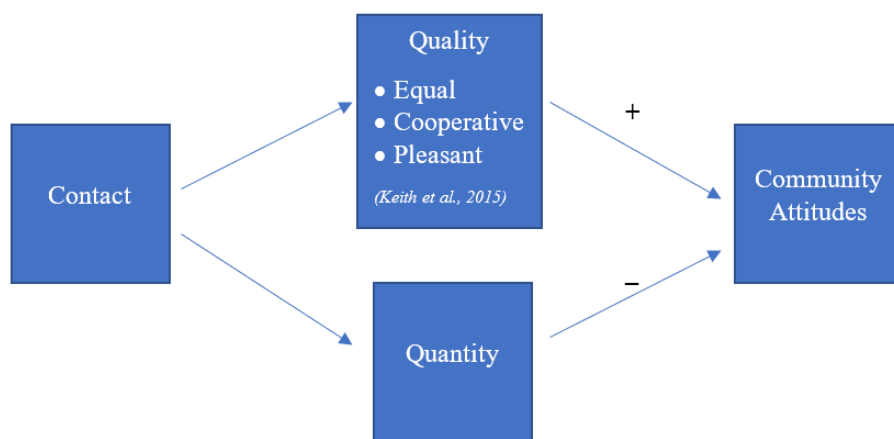 Quality
• Equal
• Cooperative
• Pleasant
(Keith et al., 2015)
+
Contact
Community
Attitudes
−
Quantity